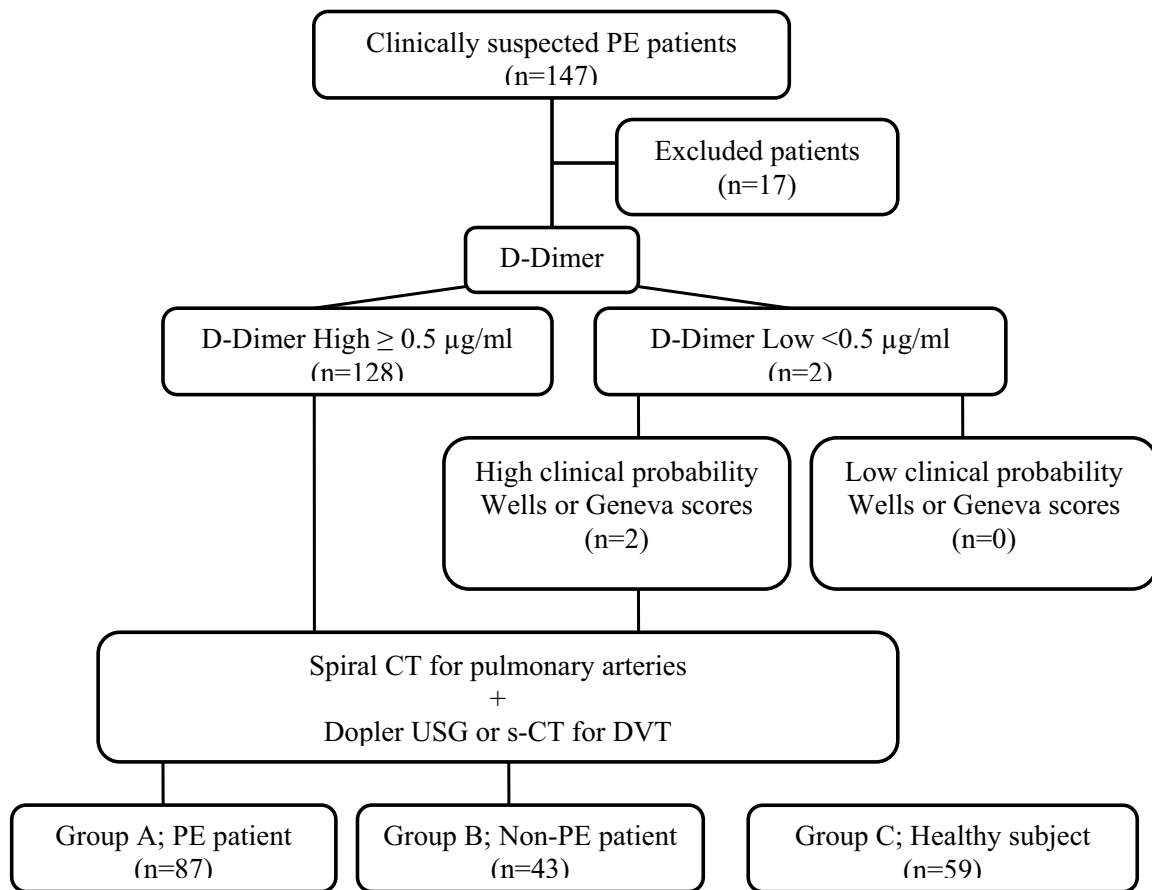 Clinically suspected PE patients
(n=147)
Excluded patients
(n=17)
D-Dimer
D-Dimer High ≥ 0.5 µg/ml
(n=128)
D-Dimer Low <0.5 µg/ml
(n=2)
High clinical probability
Wells or Geneva scores
(n=2)
Low clinical probability
Wells or Geneva scores
(n=0)
Spiral CT for pulmonary arteries
+
Dopler USG or s-CT for DVT
Group A; PE patient
(n=87)
Group B; Non-PE patient
(n=43)
Group C; Healthy subject
(n=59)